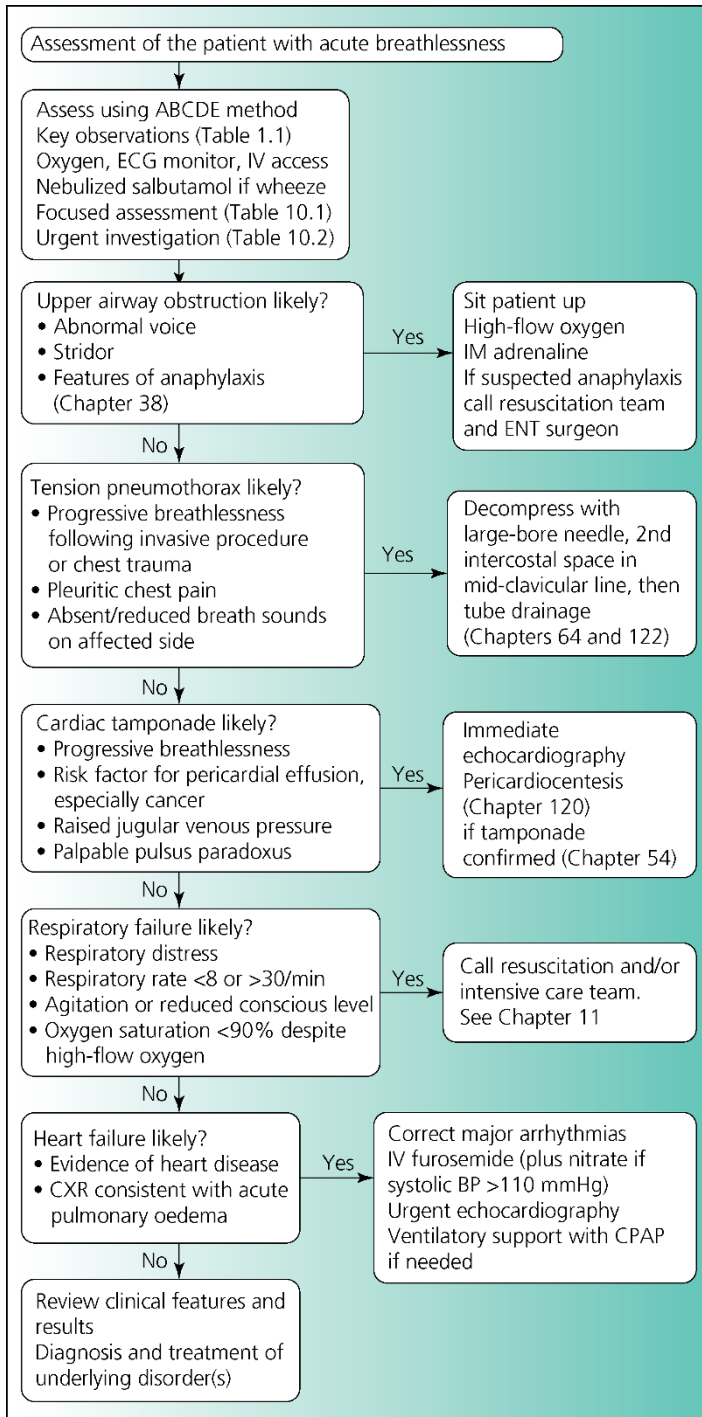 Assessment of the patient with acute breathlessness
Assess using ABCDE method
Key observations (Table 1.1)
Oxygen, ECG monitor, IV access
Nebulized salbutamol if wheeze
Focused assessment (Table 10.1)
Urgent investigation (Table 10.2)
Upper airway obstruction likely?
• Abnormal voice
• Stridor
• Features of anaphylaxis
(Chapter 38)
Yes
Sit patient up
High-flow oxygen
IM adrenaline
If suspected anaphylaxis
call resuscitation team
and ENT surgeon
No
Tension pneumothorax likely?
• Progressive breathlessness
following invasive procedure
or chest trauma
• Pleuritic chest pain
• Absent/reduced breath sounds
on affected side
Yes
Decompress with
large-bore needle, 2nd
intercostal space in
mid-clavicular line, then
tube drainage
(Chapters 64 and 122)
No
Cardiac tamponade likely?
• Progressive breathlessness
• Risk factor for pericardial effusion,
especially cancer
• Raised jugular venous pressure
• Palpable pulsus paradoxus
Yes
Immediate
echocardiography
Pericardiocentesis
(Chapter 120)
if tamponade
confirmed (Chapter 54)
No
Respiratory failure likely?
• Respiratory distress
• Respiratory rate <8 or >30/min
• Agitation or reduced conscious level
• Oxygen saturation <90% despite
high-flow oxygen
Yes
Call resuscitation and/or
intensive care team.
See Chapter 11
No
Heart failure likely?
• Evidence of heart disease
• CXR consistent with acute
pulmonary oedema
Yes
Correct major arrhythmias
IV furosemide (plus nitrate if
systolic BP >110 mmHg)
Urgent echocardiography
Ventilatory support with CPAP
if needed
No
Review clinical features and
results
Diagnosis and treatment of
underlying disorder(s)